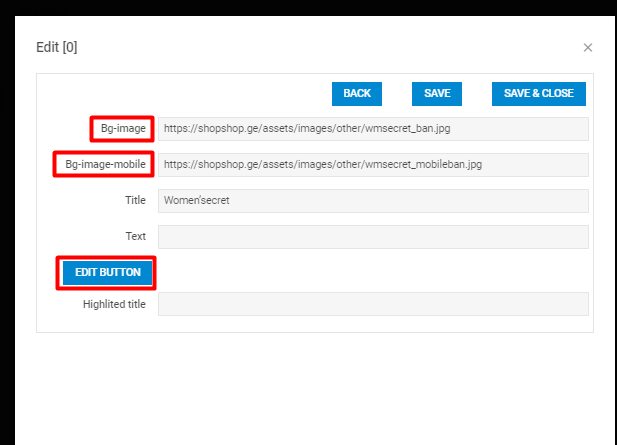 Edit [0]
×
BACK SAVE SAVE & CLOSE
Bg-image https://shopshop.ge/assets/images/other/wmsecret_ban.jpg
Bg-image-mobile https://shopshop.ge/assets/images/other/wmsecret_mobileban.jpg
Title Women'secret
Text
EDIT BUTTON
Highlited title